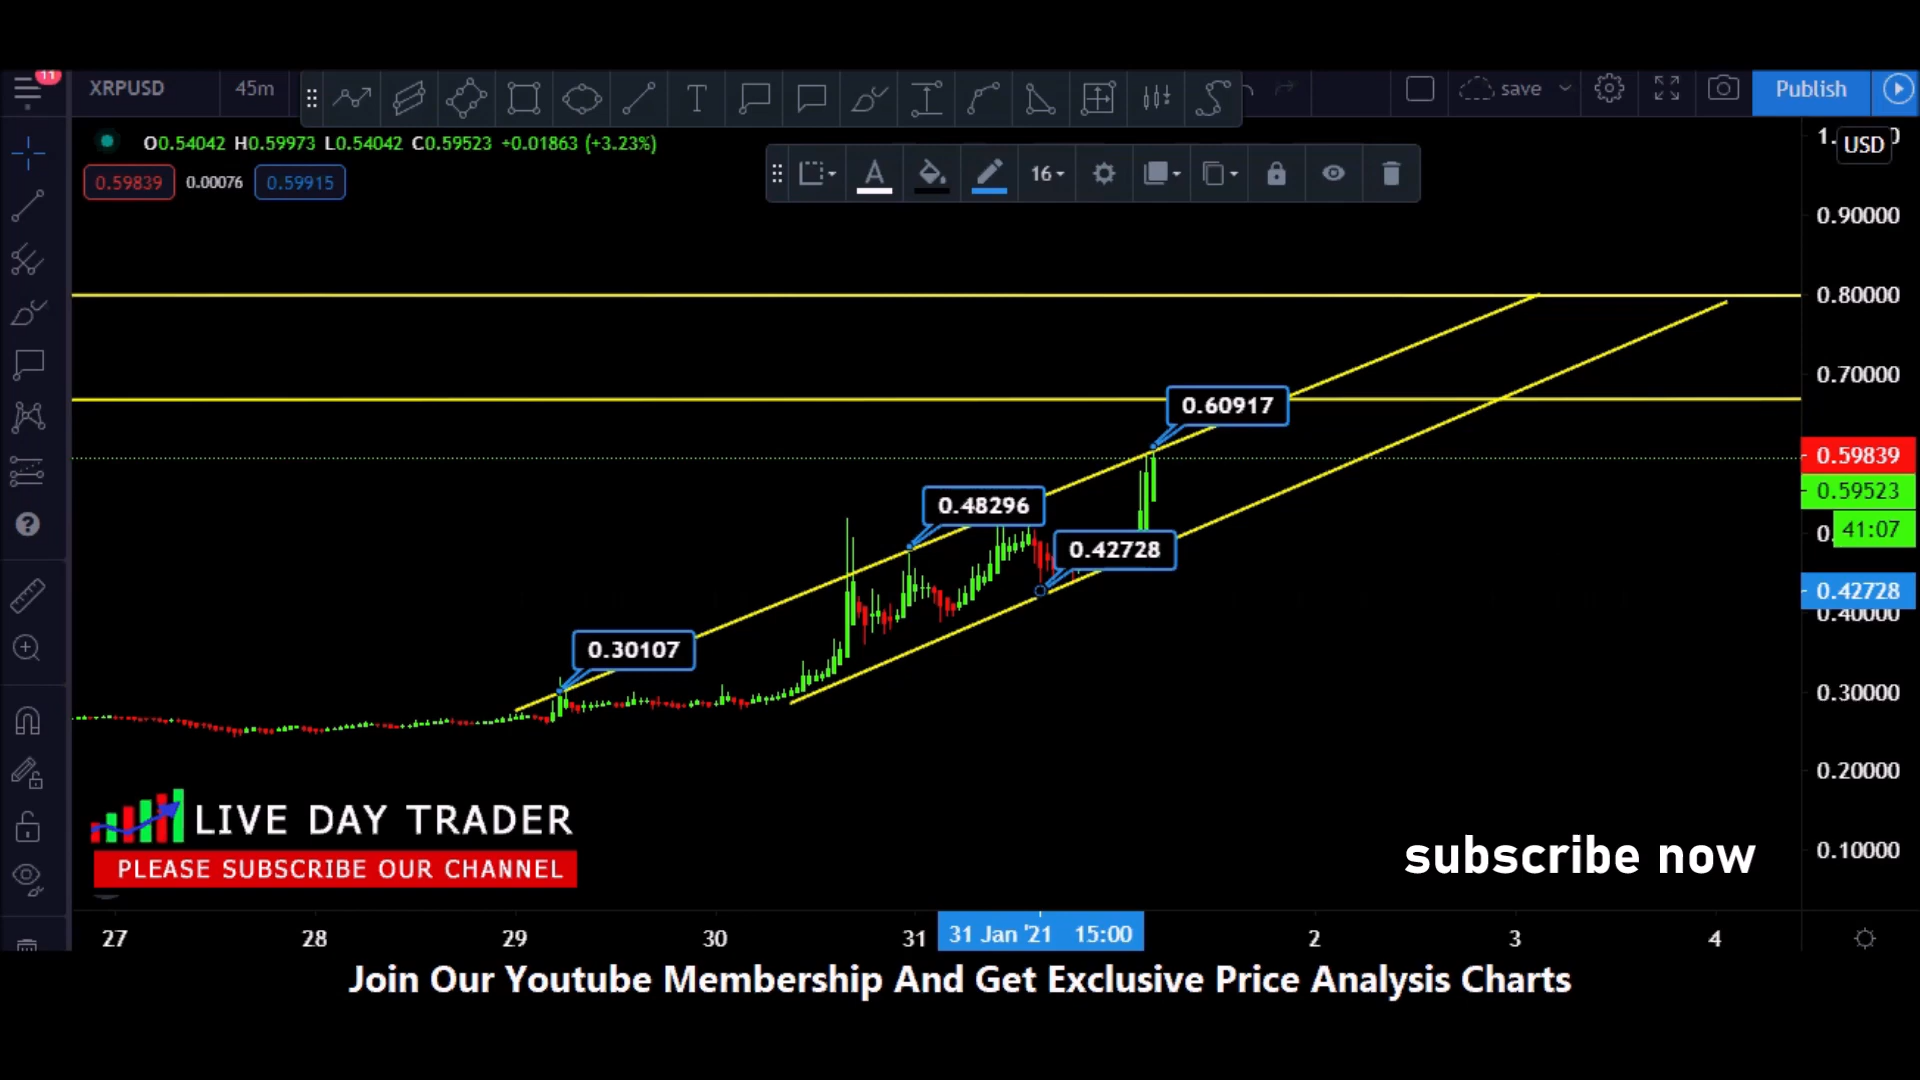 11
XRPUSD 45m save Publish
O0.54042 H0.59973 L0.54042 C0.59523 +0.01863 (+3.23%)
USD
0.59839 0.00076 0.59915
T A 16
0.90000
0.80000
0.70000
0.60917
0.59839
0.59523
41:07
0.48296
0.42728
0.42728
0.40000
0.30107
0.30000
0.20000
0.10000
LIVE DAY TRADER
PLEASE SUBSCRIBE OUR CHANNEL
subscribe now
27 28 29 30 31 31 Jan '21 15:00 2 3 4
Join Our Youtube Membership And Get Exclusive Price Analysis Charts